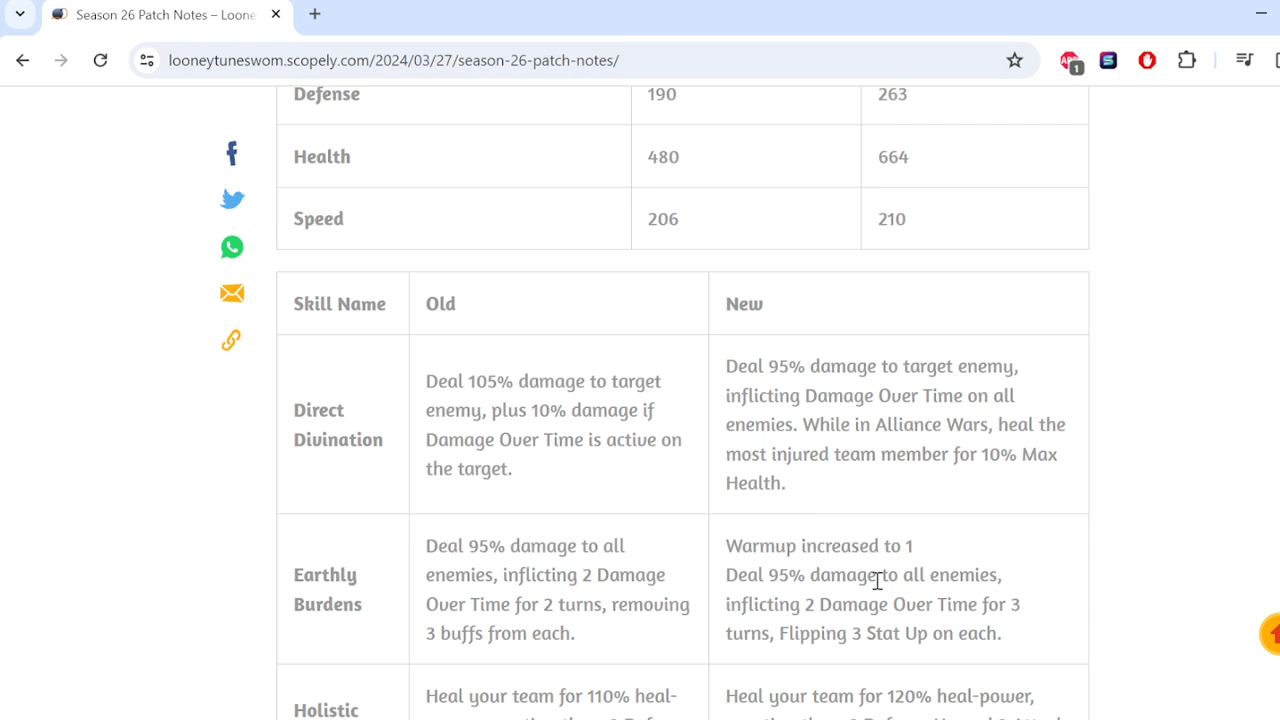 Season 26 Patch Notes – Loone
looneytuneswom.scopely.com/2024/03/27/season-26-patch-notes/
1
Defense 190 263
Health 480 664
Speed 206 210
Skill Name Old New
Direct Divination
Deal 105% damage to target
enemy, plus 10% damage if
Damage Over Time is active on
the target.
Deal 95% damage to target enemy,
inflicting Damage Over Time on all
enemies. While in Alliance Wars, heal the
most injured team member for 10% Max
Health.
Earthly
Burdens
Deal 95% damage to all
enemies, inflicting 2 Damage
Over Time for 2 turns, removing
3 buffs from each.
Warmup increased to 1
Deal 95% damage to all enemies,
inflicting 2 Damage Over Time for 3
turns, Flipping 3 Stat Up on each.
Holistic
Heal your team for 110% heal-
Heal your team for 120% heal-power,